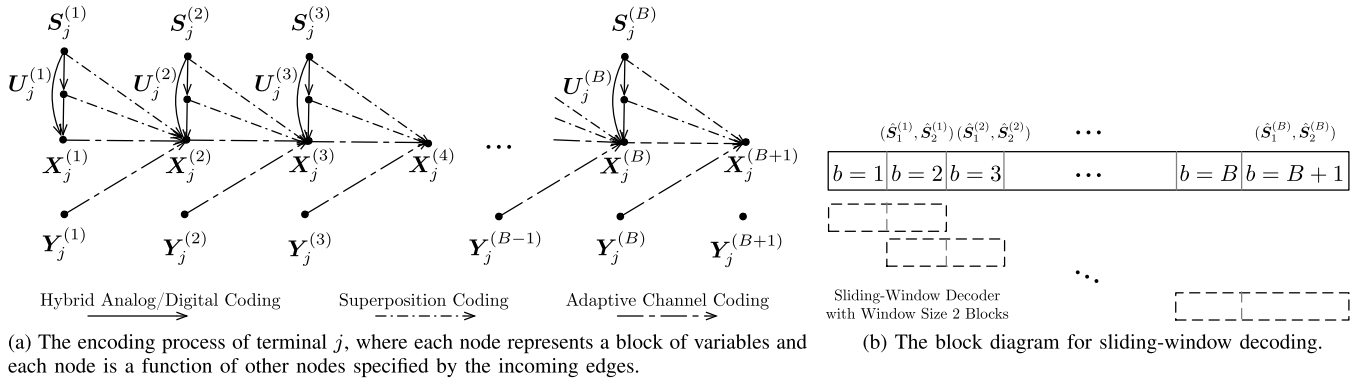 S_j^{(1)} S_j^{(2)} S_j^{(3)} S_j^{(B)}
U_j^{(1)} U_j^{(2)} U_j^{(3)} U_j^{(B)}
X_j^{(1)} X_j^{(2)} X_j^{(3)} X_j^{(4)} ... X_j^{(B)} X_j^{(B+1)}
Y_j^{(1)} Y_j^{(2)} Y_j^{(3)} Y_j^{(B-1)} Y_j^{(B)} Y_j^{(B+1)}
Hybrid Analog/Digital Coding Superposition Coding Adaptive Channel Coding
(a) The encoding process of terminal j, where each node represents a block of variables and
each node is a function of other nodes specified by the incoming edges.
(Ŝ_1^{(1)}, Ŝ_2^{(1)}) (Ŝ_1^{(2)}, Ŝ_2^{(2)}) ... (Ŝ_1^{(B)}, Ŝ_2^{(B)})
b = 1 b = 2 b = 3 ... b = B b = B + 1
Sliding-Window Decoder
with Window Size 2 Blocks
(b) The block diagram for sliding-window decoding.